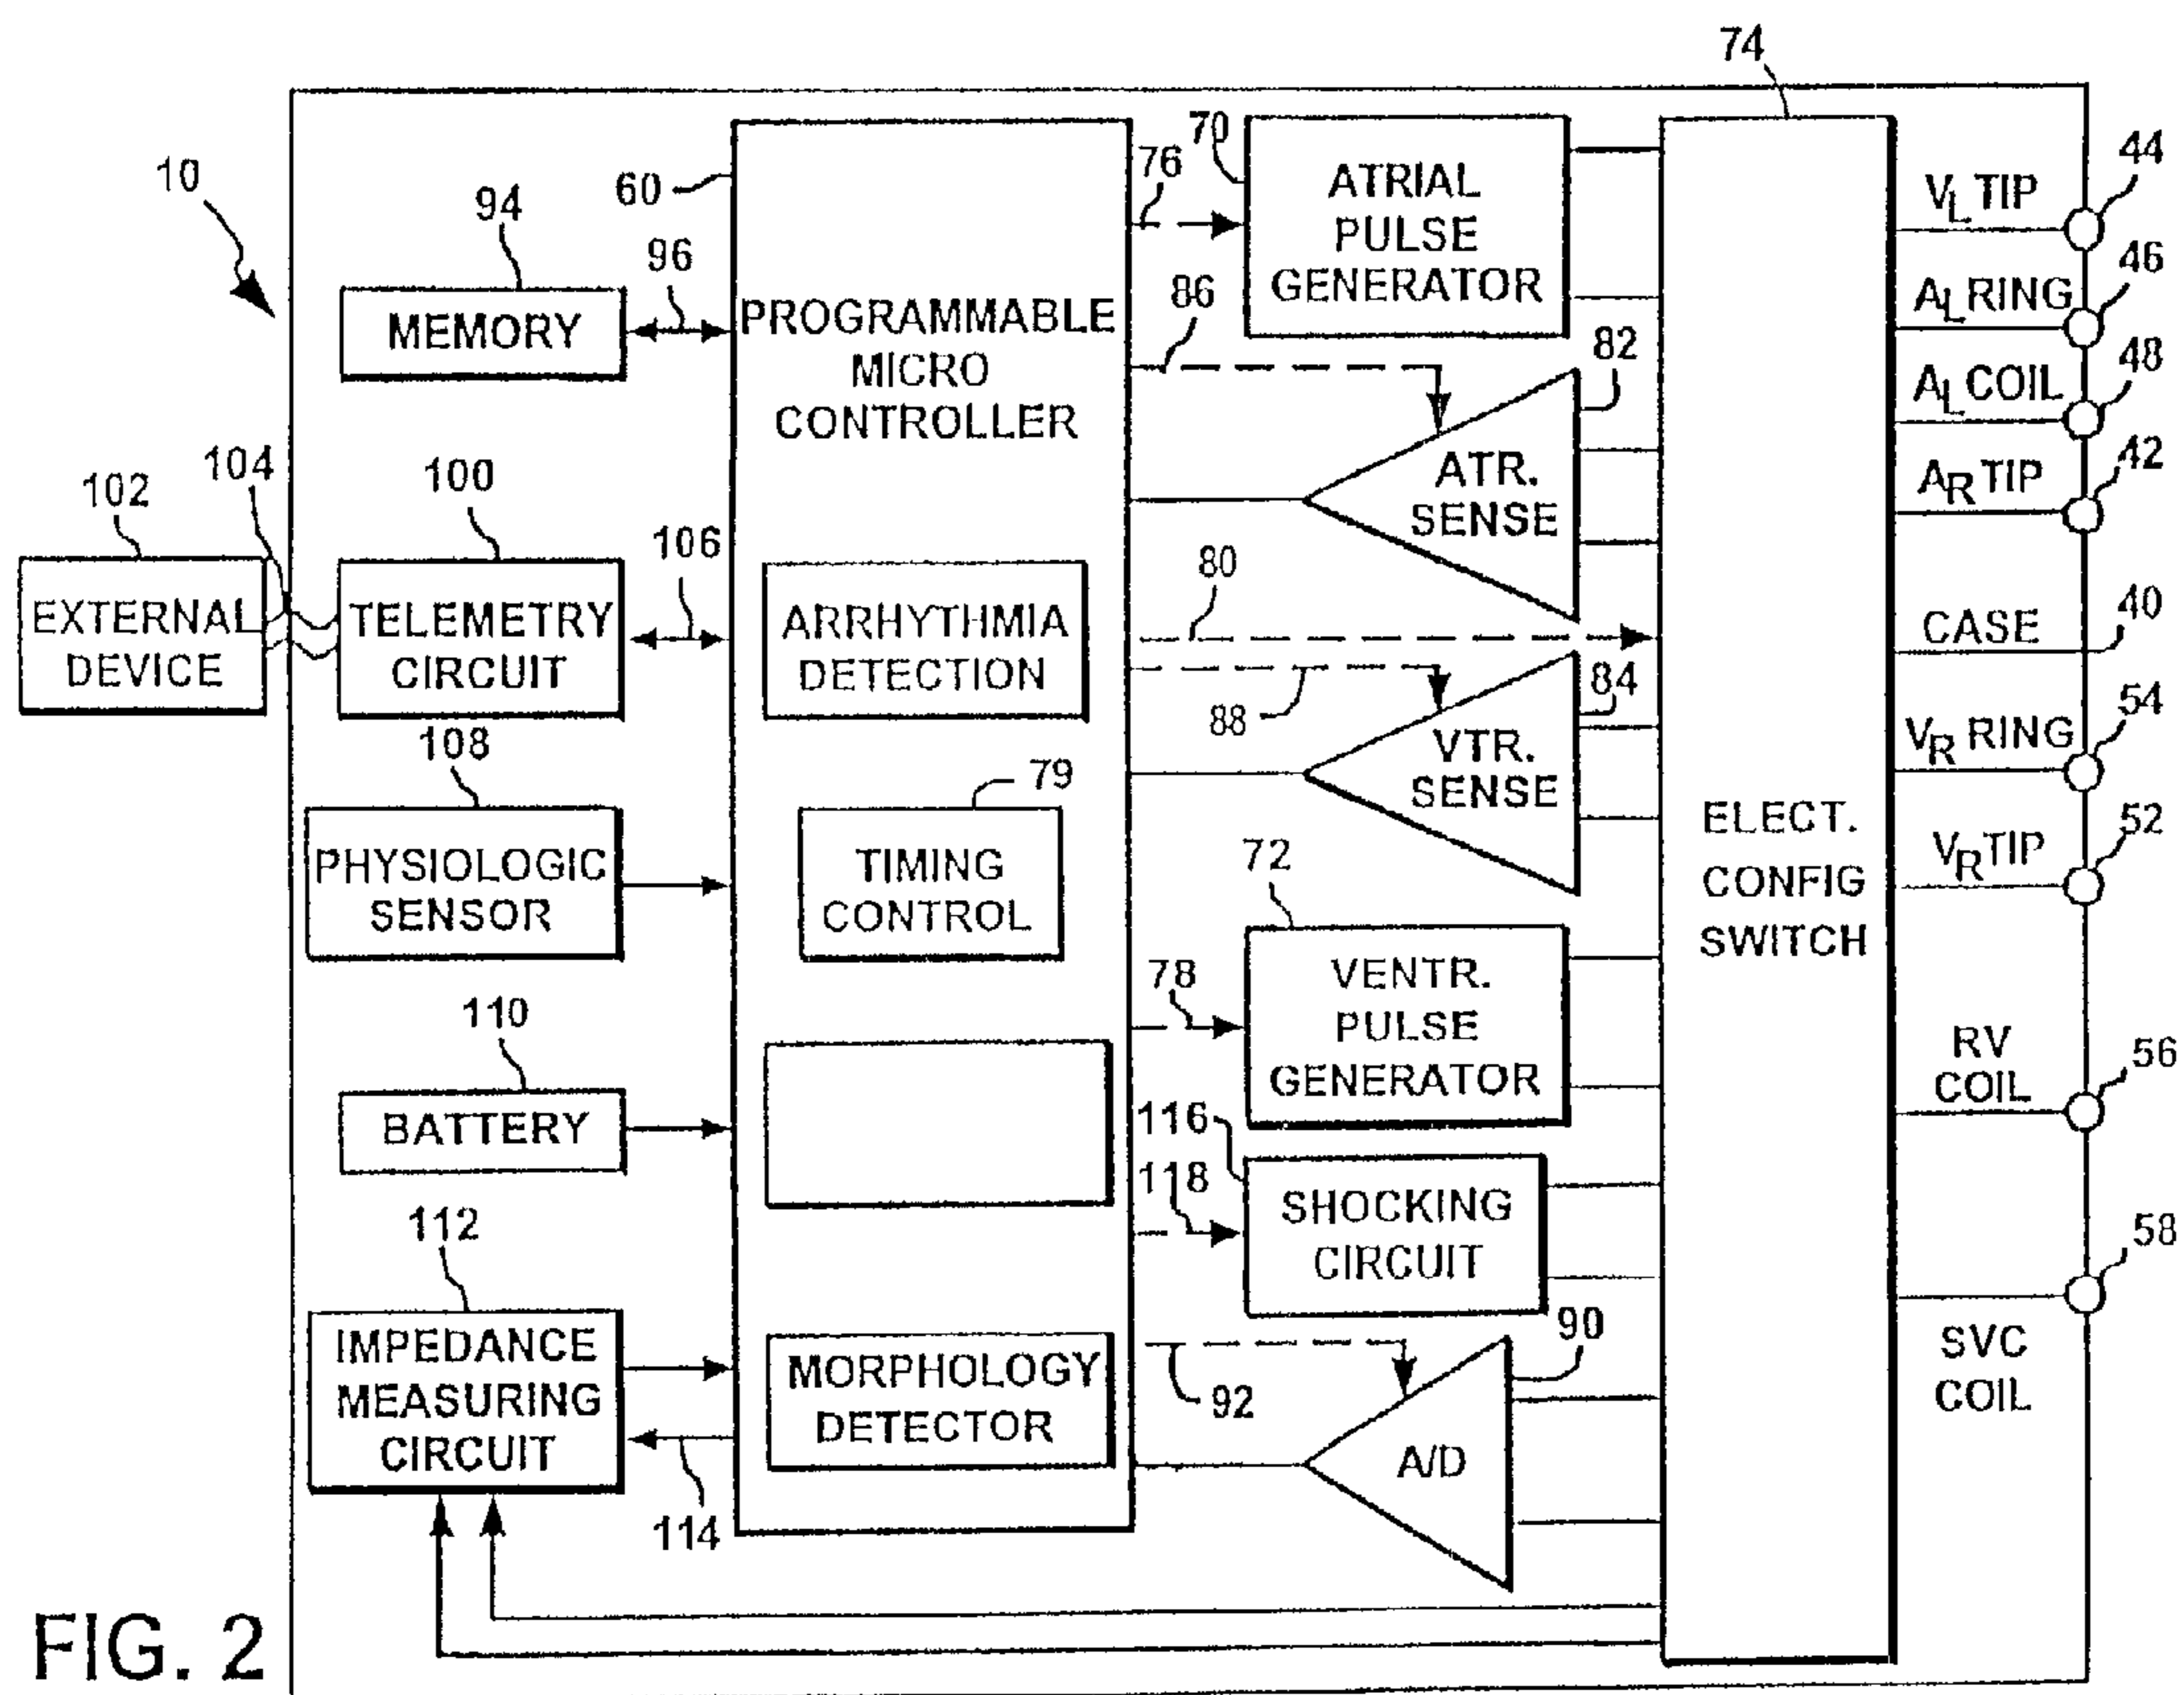 74
10
94
MEMORY
96
60
PROGRAMMABLE
MICRO
CONTROLLER
76
70
ATRIAL
PULSE
GENERATOR
86
82
ATR.
SENSE
VL TIP
44
AL RING
46
AL COIL
48
AR TIP
42
102
104
100
EXTERNAL
DEVICE
TELEMETRY
CIRCUIT
106
ARRHYTHMIA
DETECTION
80
88
84
VTR.
SENSE
CASE
40
VR RING
54
VR TIP
52
108
PHYSIOLOGIC
SENSOR
79
TIMING
CONTROL
72
VENTR.
PULSE
GENERATOR
78
ELECT.
CONFIG
SWITCH
110
BATTERY
116
118
SHOCKING
CIRCUIT
RV
COIL
56
58
SVC
COIL
112
IMPEDANCE
MEASURING
CIRCUIT
114
MORPHOLOGY
DETECTOR
92
90
A/D
FIG. 2